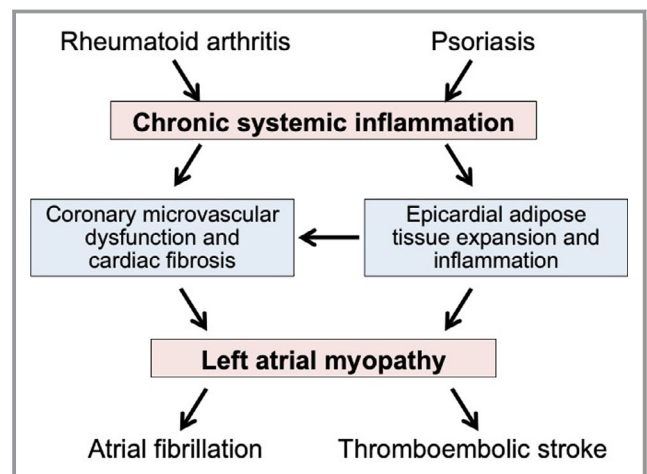 Rheumatoid arthritis
Psoriasis
Chronic systemic inflammation
Coronary microvascular
dysfunction and
cardiac fibrosis
Epicardial adipose
tissue expansion and
inflammation
Left atrial myopathy
Atrial fibrillation
Thromboembolic stroke